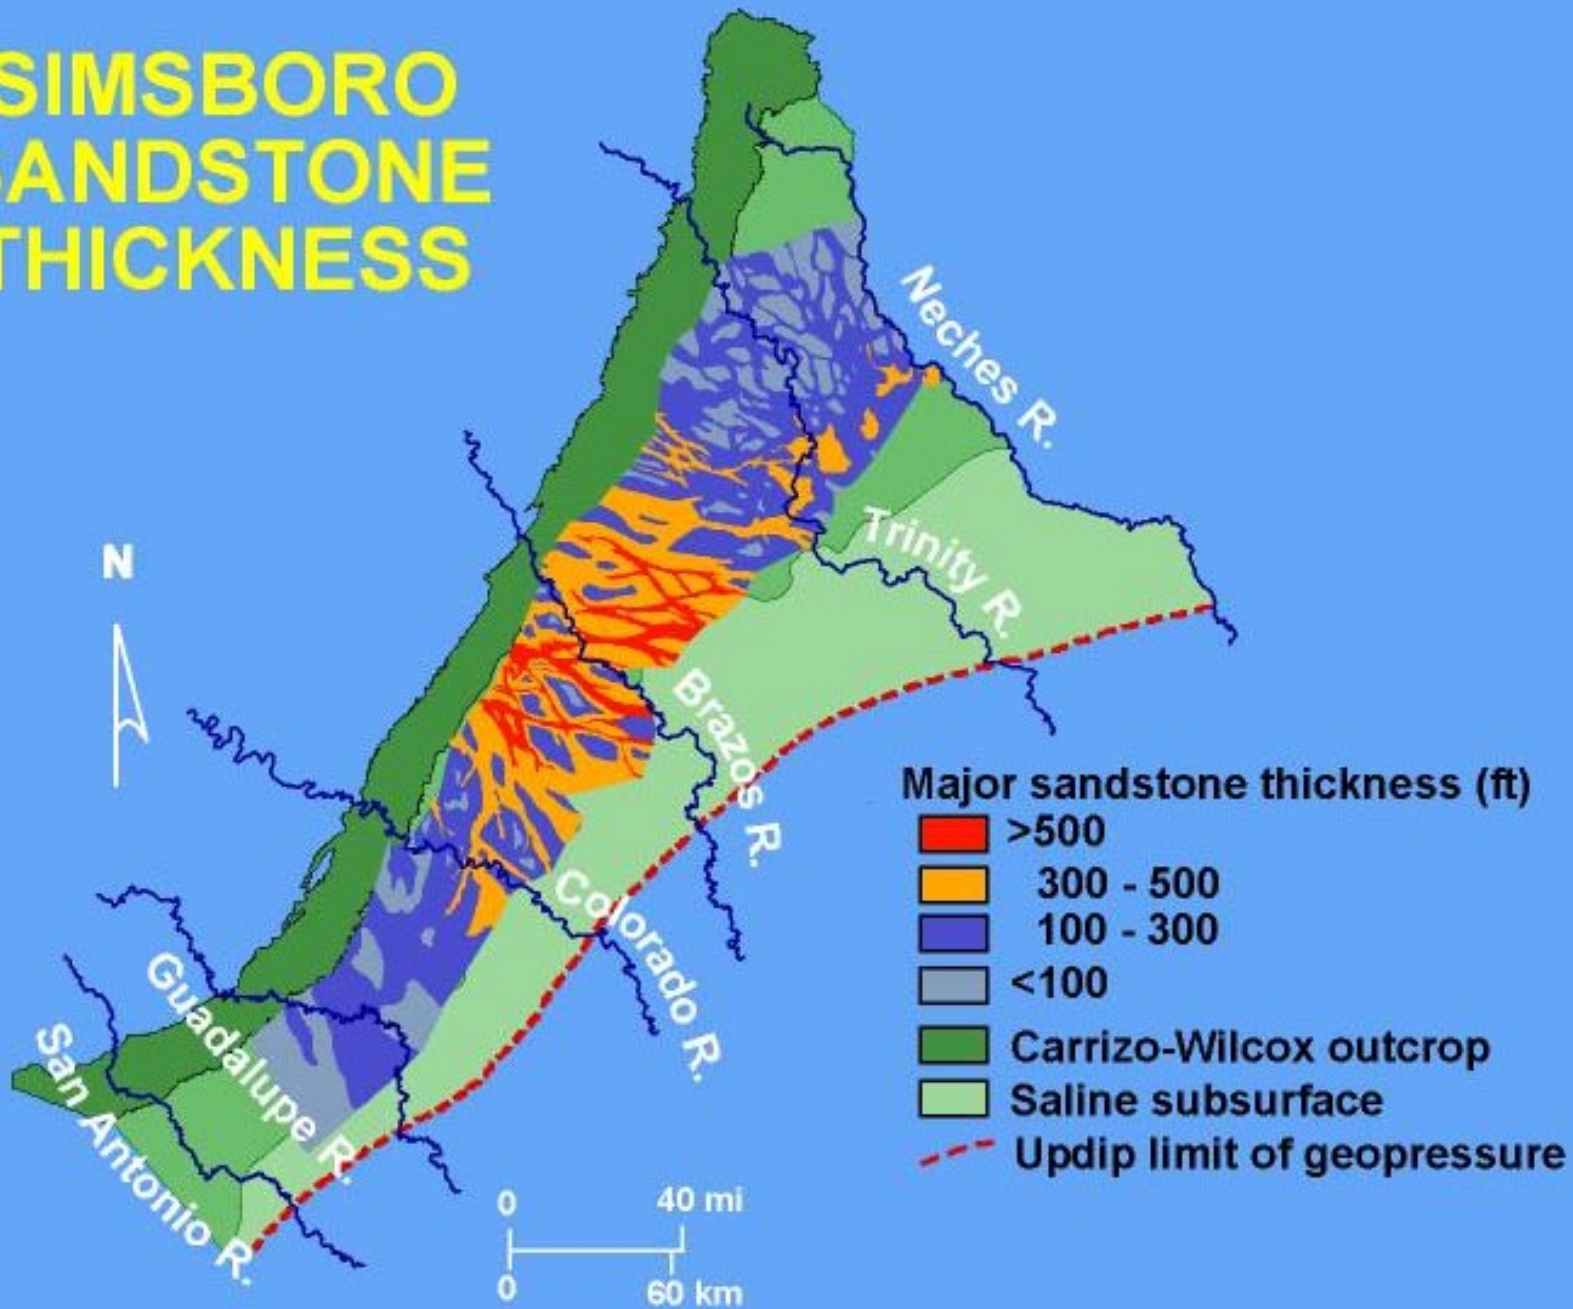 SIMSBORO
SANDSTONE
THICKNESS
Neches R.
N
Trinity R.
Brazos R.
Colorado R.
Guadalupe R.
San Antonio R.
Major sandstone thickness (ft)
>500
300 - 500
100 - 300
<100
Carrizo-Wilcox outcrop
Saline subsurface
Updip limit of geopressure
0 40 mi
0 60 km